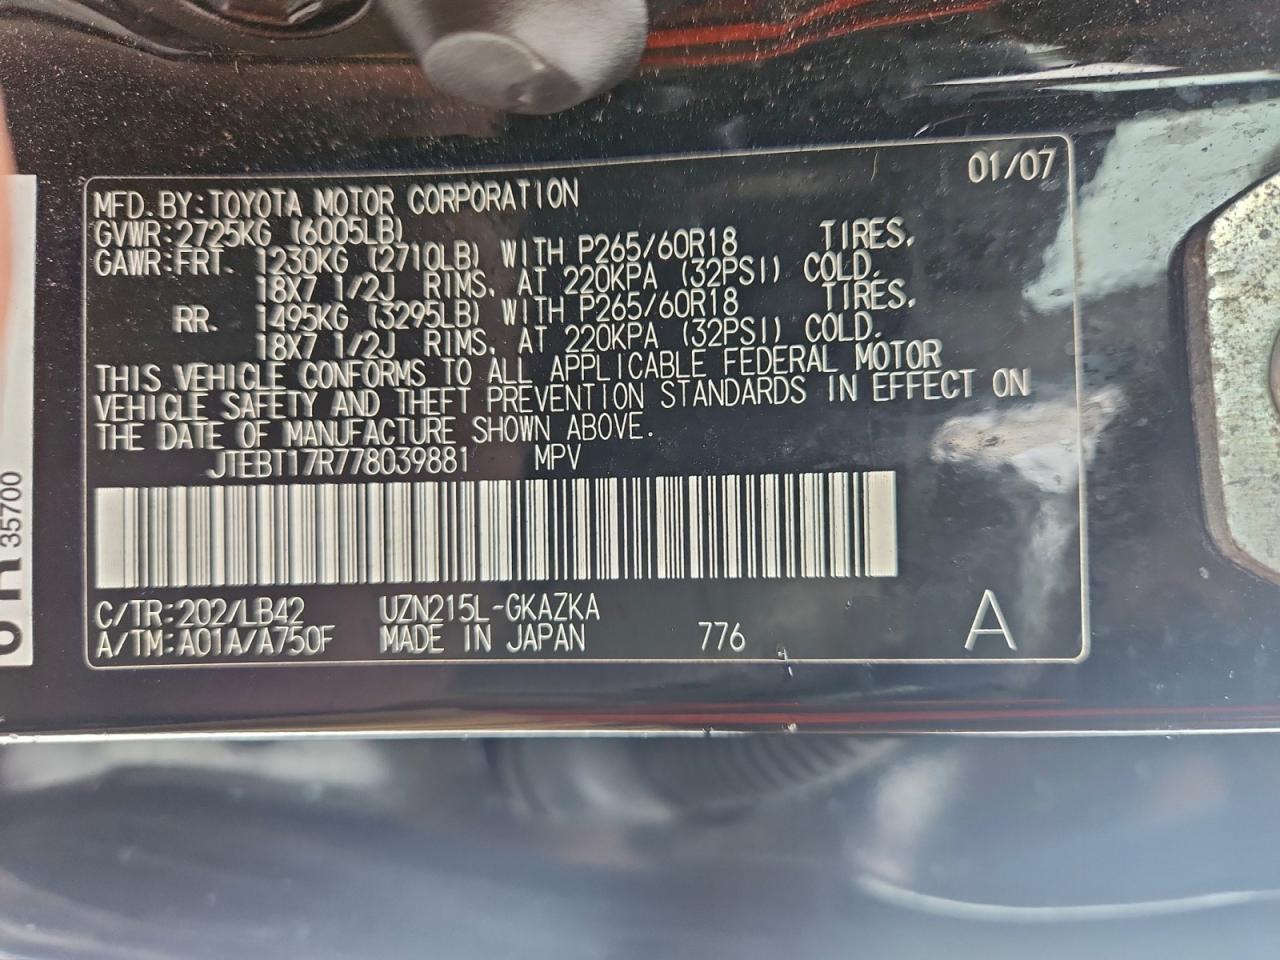 01/07
MFD. BY: TOYOTA MOTOR CORPORATION
GVWR: 2725KG (6005LB)
GAWR: FRT. 1230KG (2710LB) WITH P265/60R18 TIRES,
18X7 1/2J RIMS, AT 220KPA (32PSI) COLD.
RR. 1495KG (3295LB) WITH P265/60R18 TIRES,
18X7 1/2J RIMS, AT 220KPA (32PSI) COLD.
THIS VEHICLE CONFORMS TO ALL APPLICABLE FEDERAL MOTOR
VEHICLE SAFETY AND THEFT PREVENTION STANDARDS IN EFFECT ON
THE DATE OF MANUFACTURE SHOWN ABOVE.
JTEBT17R778039881 MPV
C/TR: 202/LB42 UZN215L-GKAZKA
A/TM: A01A/A750F MADE IN JAPAN 776 A
35700